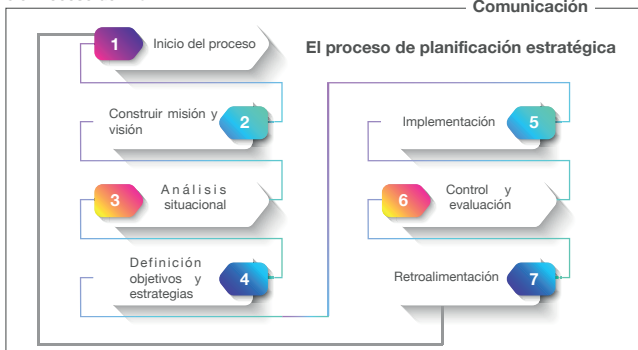 Comunicación
El proceso de planificación estratégica
1
Inicio del proceso
Construir misión y
visión
2
3
Análisis
situacional
Definición
objetivos y
estrategias
4
Implementación
5
6
Control y
evaluación
Retroalimentación
7